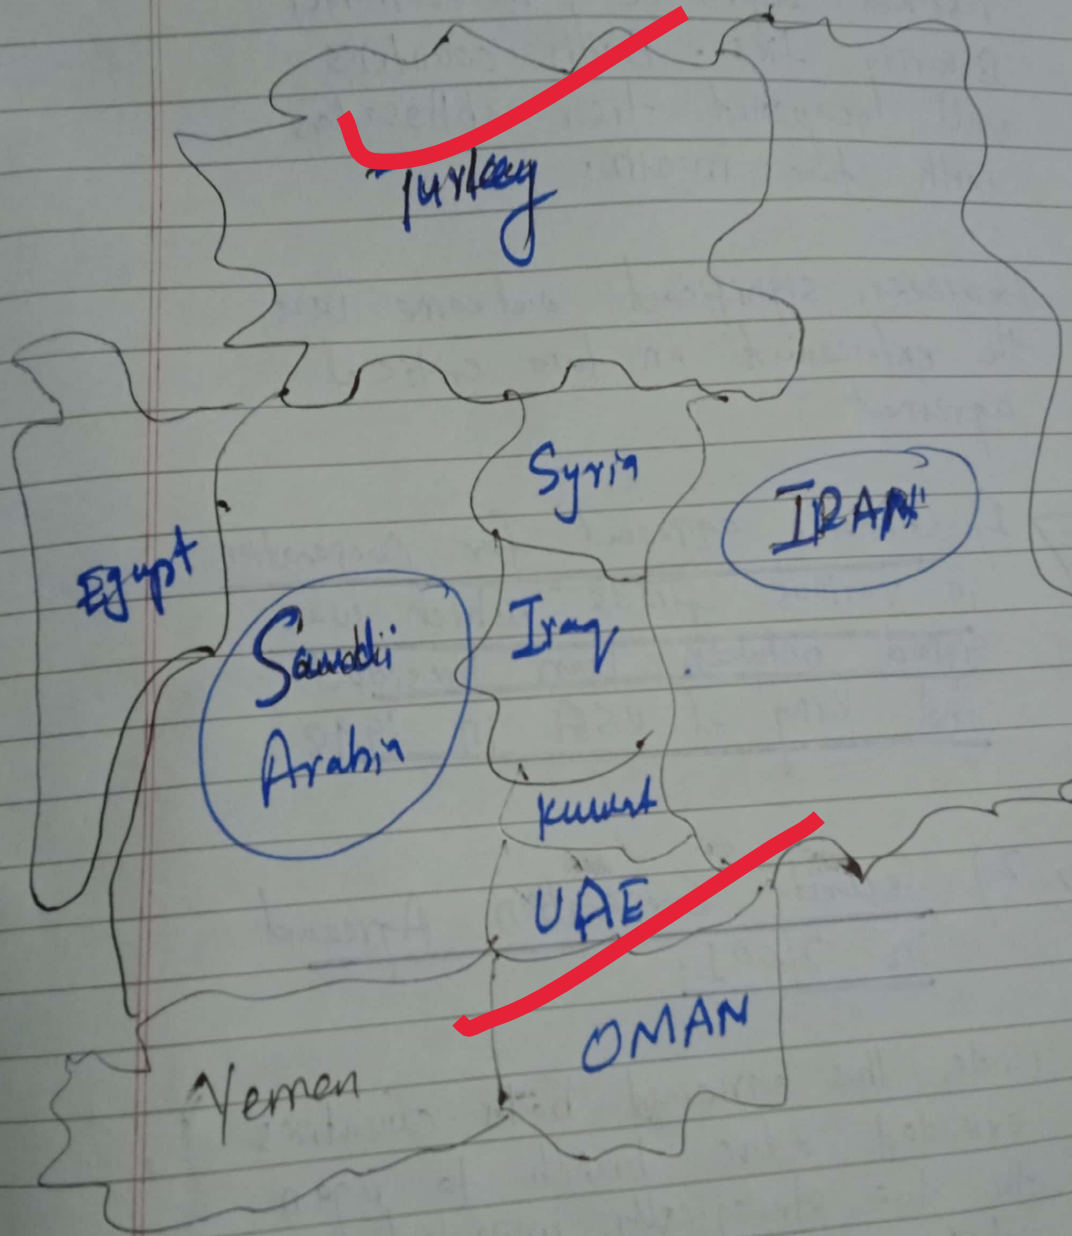 Turkey
Syria
IRAN
Egypt
Iraq
Saudi
Arabia
Kuwait
UAE
OMAN
Yemen